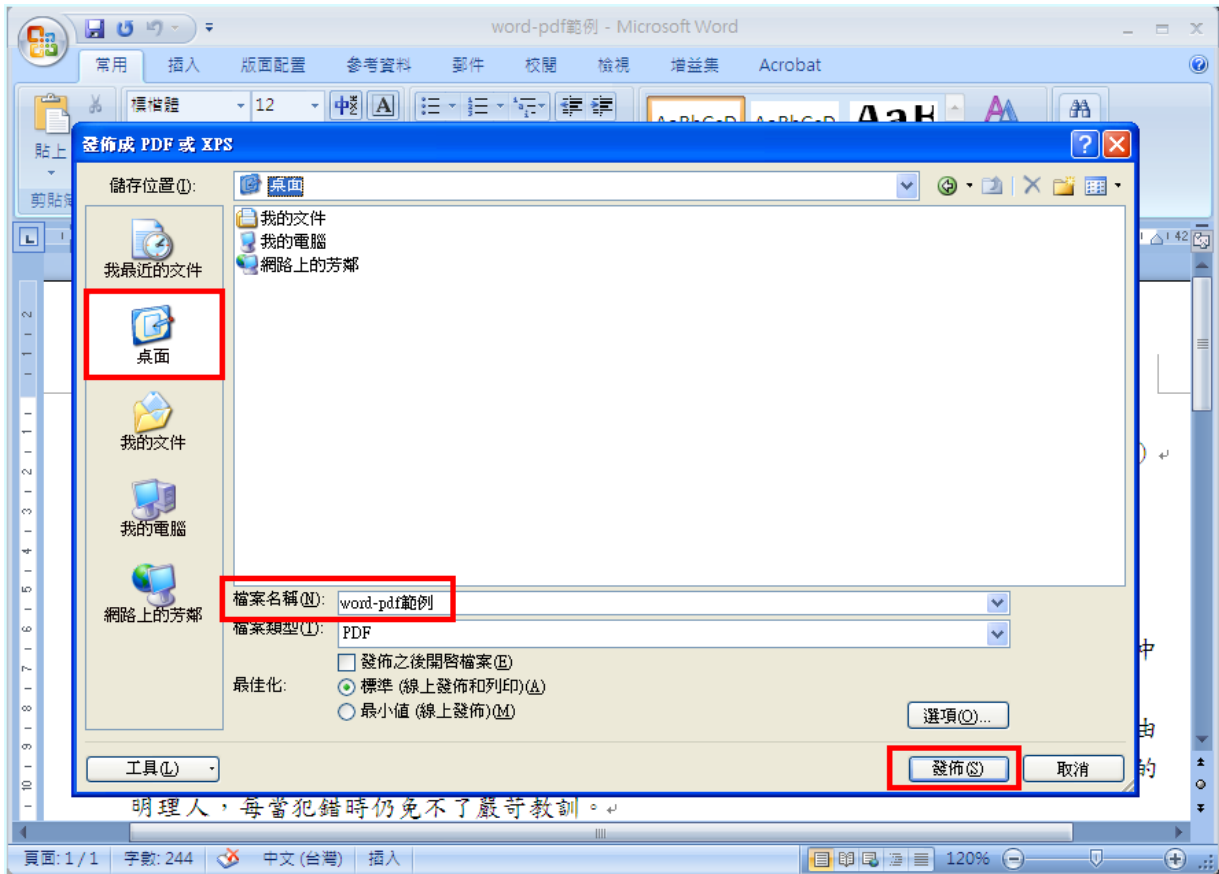 word-pdf範例 - Microsoft Word
常用 插入 版面配置 參考資料 郵件 校閱 檢視 增益集 Acrobat
標楷體 12
AaBbCcD AaBbCcD
貼上
發佈成 PDF 或 XPS
儲存位置(I): 桌面
剪貼簿
我的文件
我的電腦
網路上的芳鄰
42
我最近的文件
桌面
我的文件
我的電腦
網路上的芳鄰
檔案名稱(N): word-pdf範例
檔案類型(T): PDF
發佈之後開啓檔案(E)
最佳化: 標準 (線上發佈和列印)(A)
最小值 (線上發佈)(M)
選項(O)...
中
由
工具(L) 發佈(S) 取消
的
明理人，每當犯錯時仍免不了嚴苛教訓。
頁面: 1 / 1 字數: 244 中文 (台灣) 插入 120%